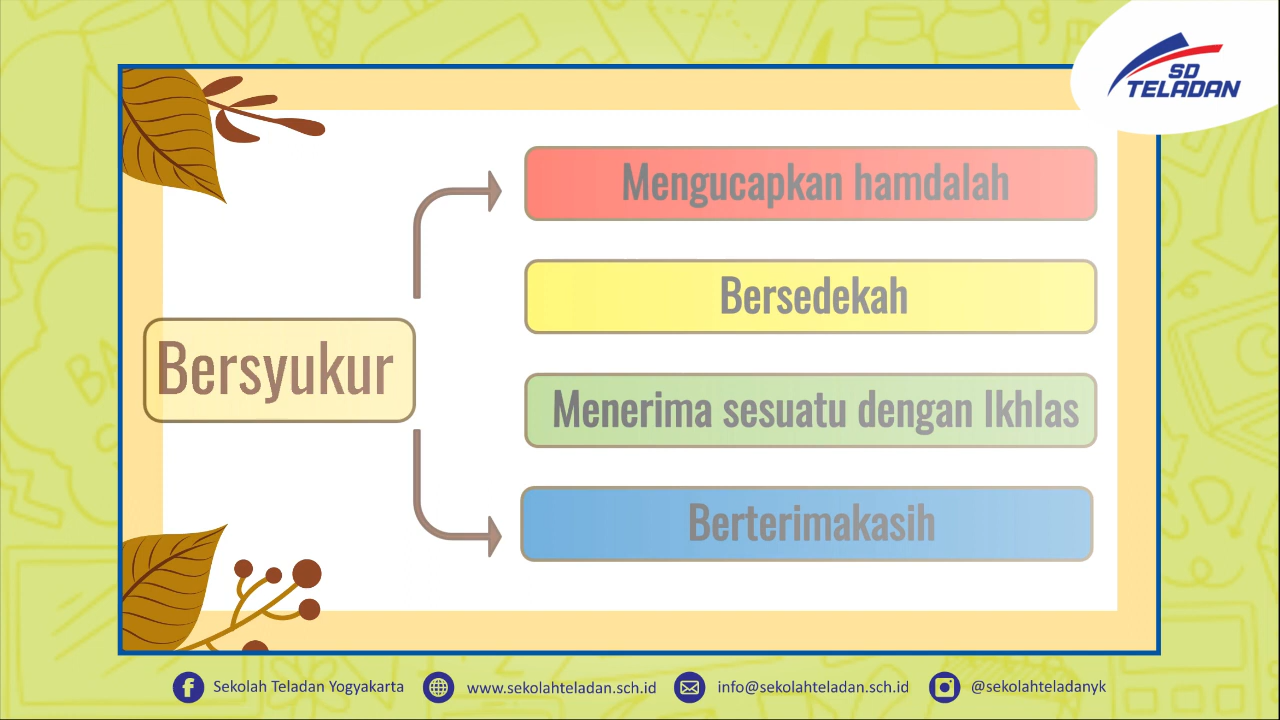 SD
TELADAN
Mengucapkan hamdalah
Bersedekah
Bersyukur
Menerima sesuatu dengan Ikhlas
Berterimakasih
Sekolah Teladan Yogyakarta
www.sekolahteladan.sch.id
info@sekolahteladan.sch.id
@sekolahteladanyk